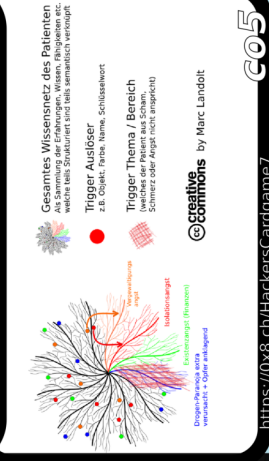 Gesamtes Wissensnetz des Patienten
Als Sammlung der Erfahrungen, Wissen, Fähigkeiten etc.
welche teils Strukturiert sind teils semantisch verknüpft
Trigger Auslöser
z.B. Objekt, Farbe, Name, Schlüsselwort
Trigger Thema / Bereich
(welches der Patient aus Scham,
Schmerz oder Angst nicht anspricht)
creative
commons by Marc Landolt
Isolationsangst
Existenzangst (Finanzen)
Drogen-Paranoja extra
verursacht + Opfer anklagend
co5
https://0x8.ch/HackersCardgame7